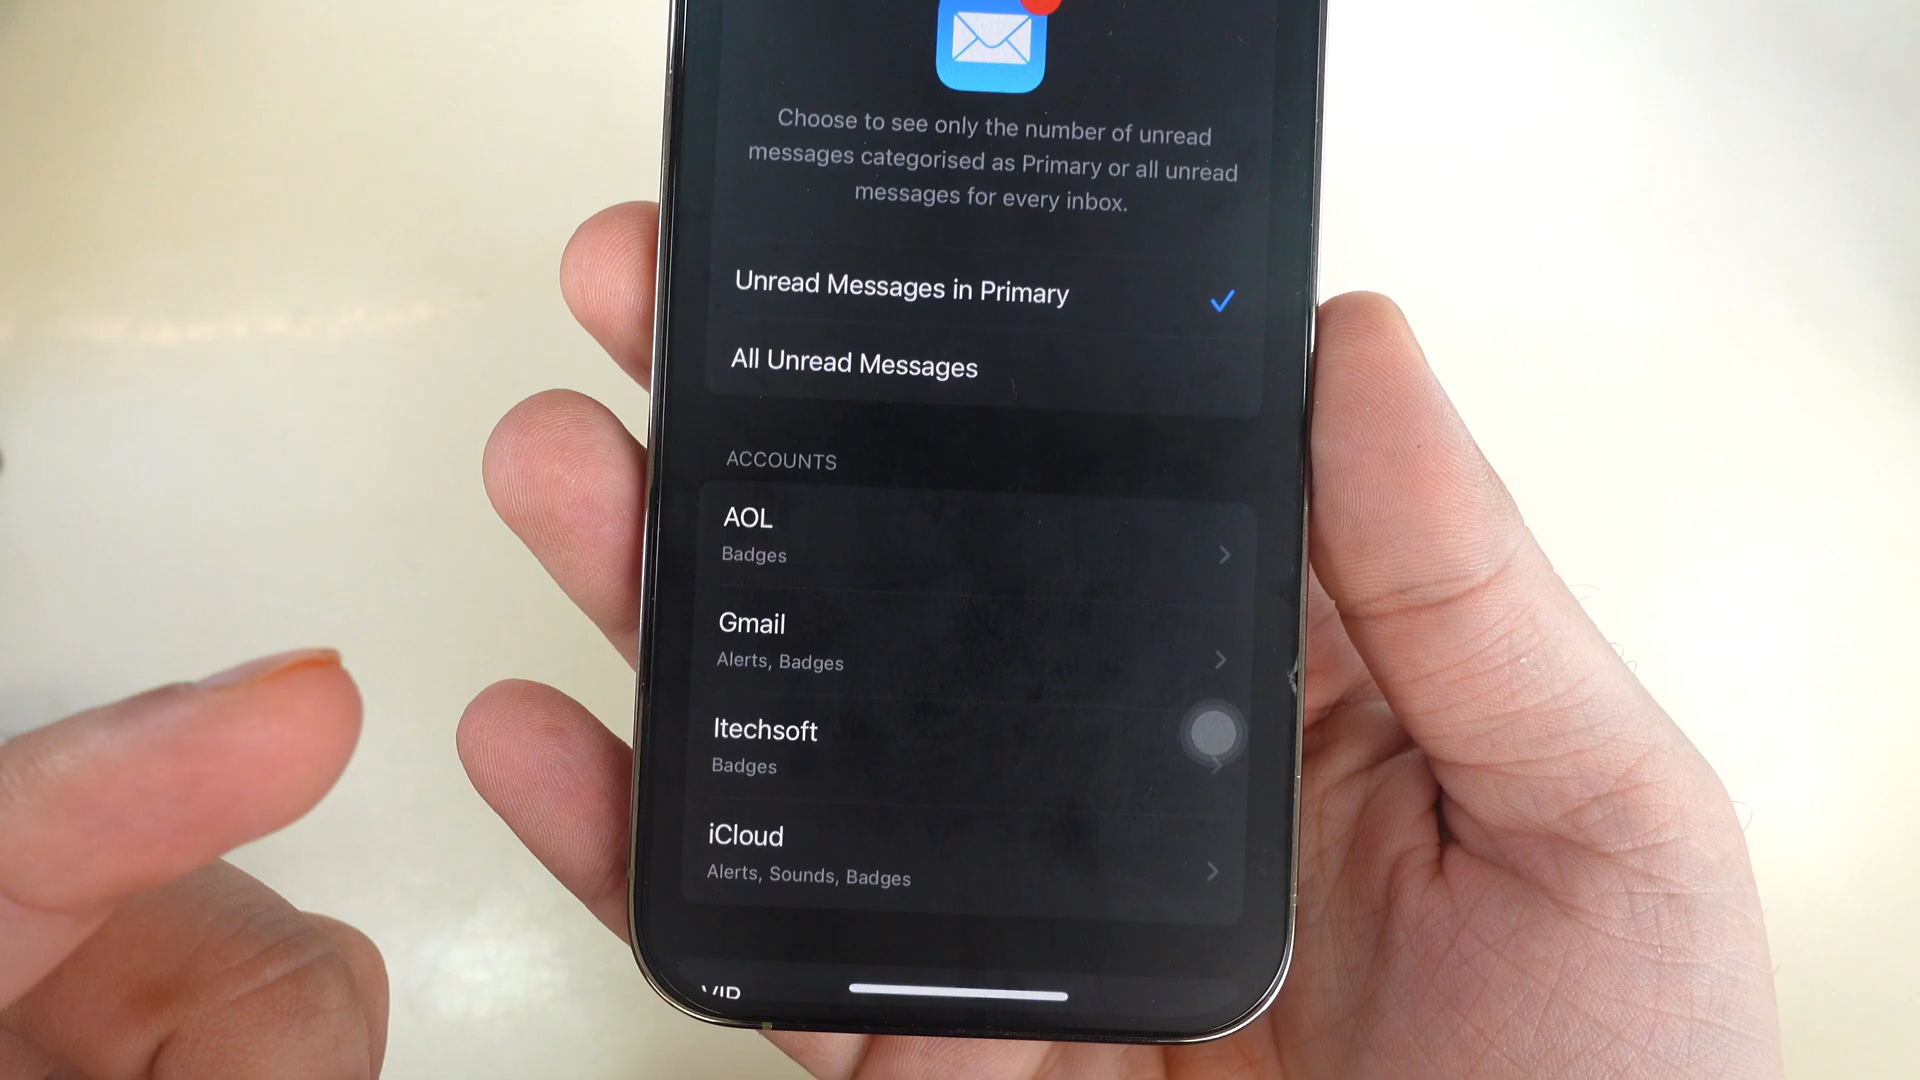 Choose to see only the number of unread
messages categorised as Primary or all unread
messages for every inbox.
Unread Messages in Primary
All Unread Messages
ACCOUNTS
AOL
Badges
Gmail
Alerts, Badges
Itechsoft
Badges
iCloud
Alerts, Sounds, Badges
VIP